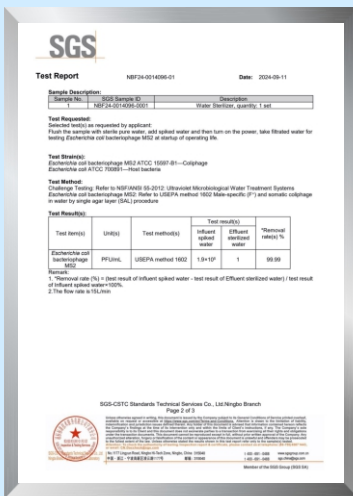 SGS
Test Report NBF24-0014096-01 Date: 2024-09-11
Sample Description:
Sample No. SGS Sample ID Description
1 NBF24-0014096-0001 Water Sterilizer, quantity: 1 set
Test Requested:
Selected test(s) as requested by applicant:
Flush the sample with sterile pure water, add spiked water and then turn on the power, take filtrated water for
testing Escherichia coli bacteriophage MS2 at startup of operating life.
Test Strain(s):
Escherichia coli bacteriophage MS2 ATCC 15597-B1—Coliphage
Escherichia coli ATCC 700891—Host bacteria
Test Method:
Challenge Testing: Refer to NSF/ANSI 55-2012: Ultraviolet Microbiological Water Treatment Systems
Escherichia coli bacteriophage MS2: Refer to USEPA method 1602 Male-specific (F⁺) and somatic coliphage
in water by single agar layer (SAL) procedure
Test Result(s):
Test item(s) Unit(s) Test method(s) Test result(s) *Removal rate(s) %
Influent spiked water Effluent sterilized water
Escherichia coli bacteriophage MS2 PFU/mL USEPA method 1602 1 99.99
Remark:
1. *Removal rate (%) = (test result of Influent spiked water - test result of Effluent sterilized water) / test result
of Influent spiked water×100%.
2.The flow rate is15L/min
SGS-CSTC Standards Technical Services Co., Ltd.Ningbo Branch
Page 2 of 3
Member of the SGS Group (SGS SA)